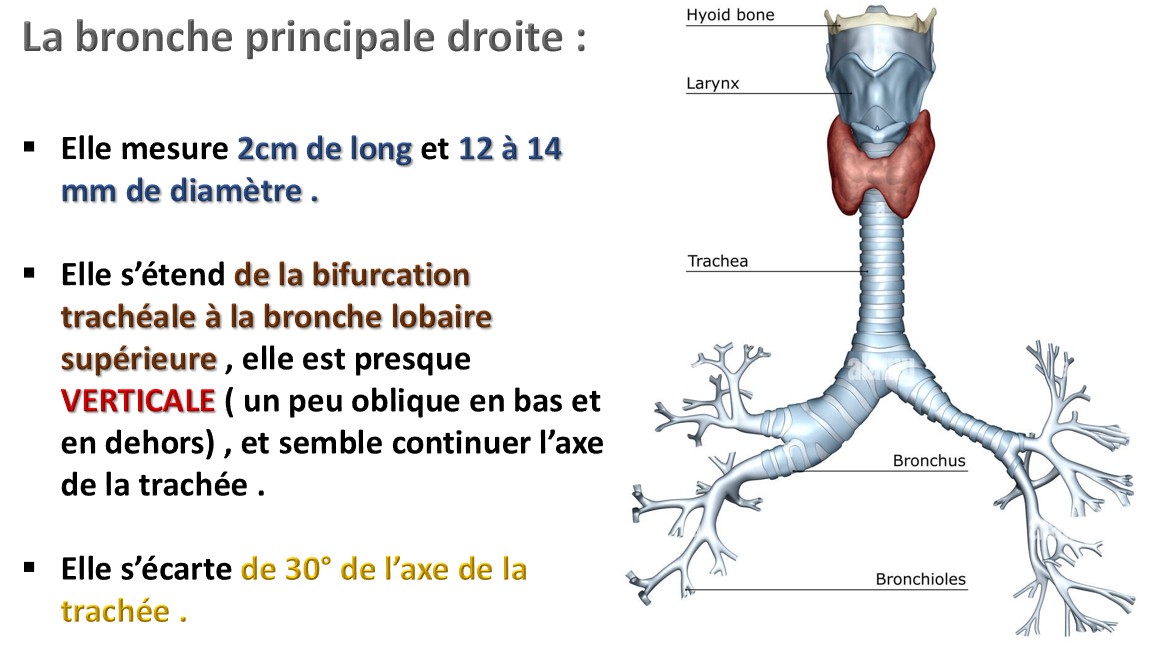 La bronche principale droite :
▪ Elle mesure 2cm de long et 12 à 14
mm de diamètre .
▪ Elle s’étend de la bifurcation
trachéale à la bronche lobaire
supérieure , elle est presque
VERTICALE ( un peu oblique en bas et
en dehors) , et semble continuer l’axe
de la trachée .
▪ Elle s’écarte de 30° de l’axe de la
trachée .
Hyoid bone
Larynx
Trachea
Bronchus
Bronchioles